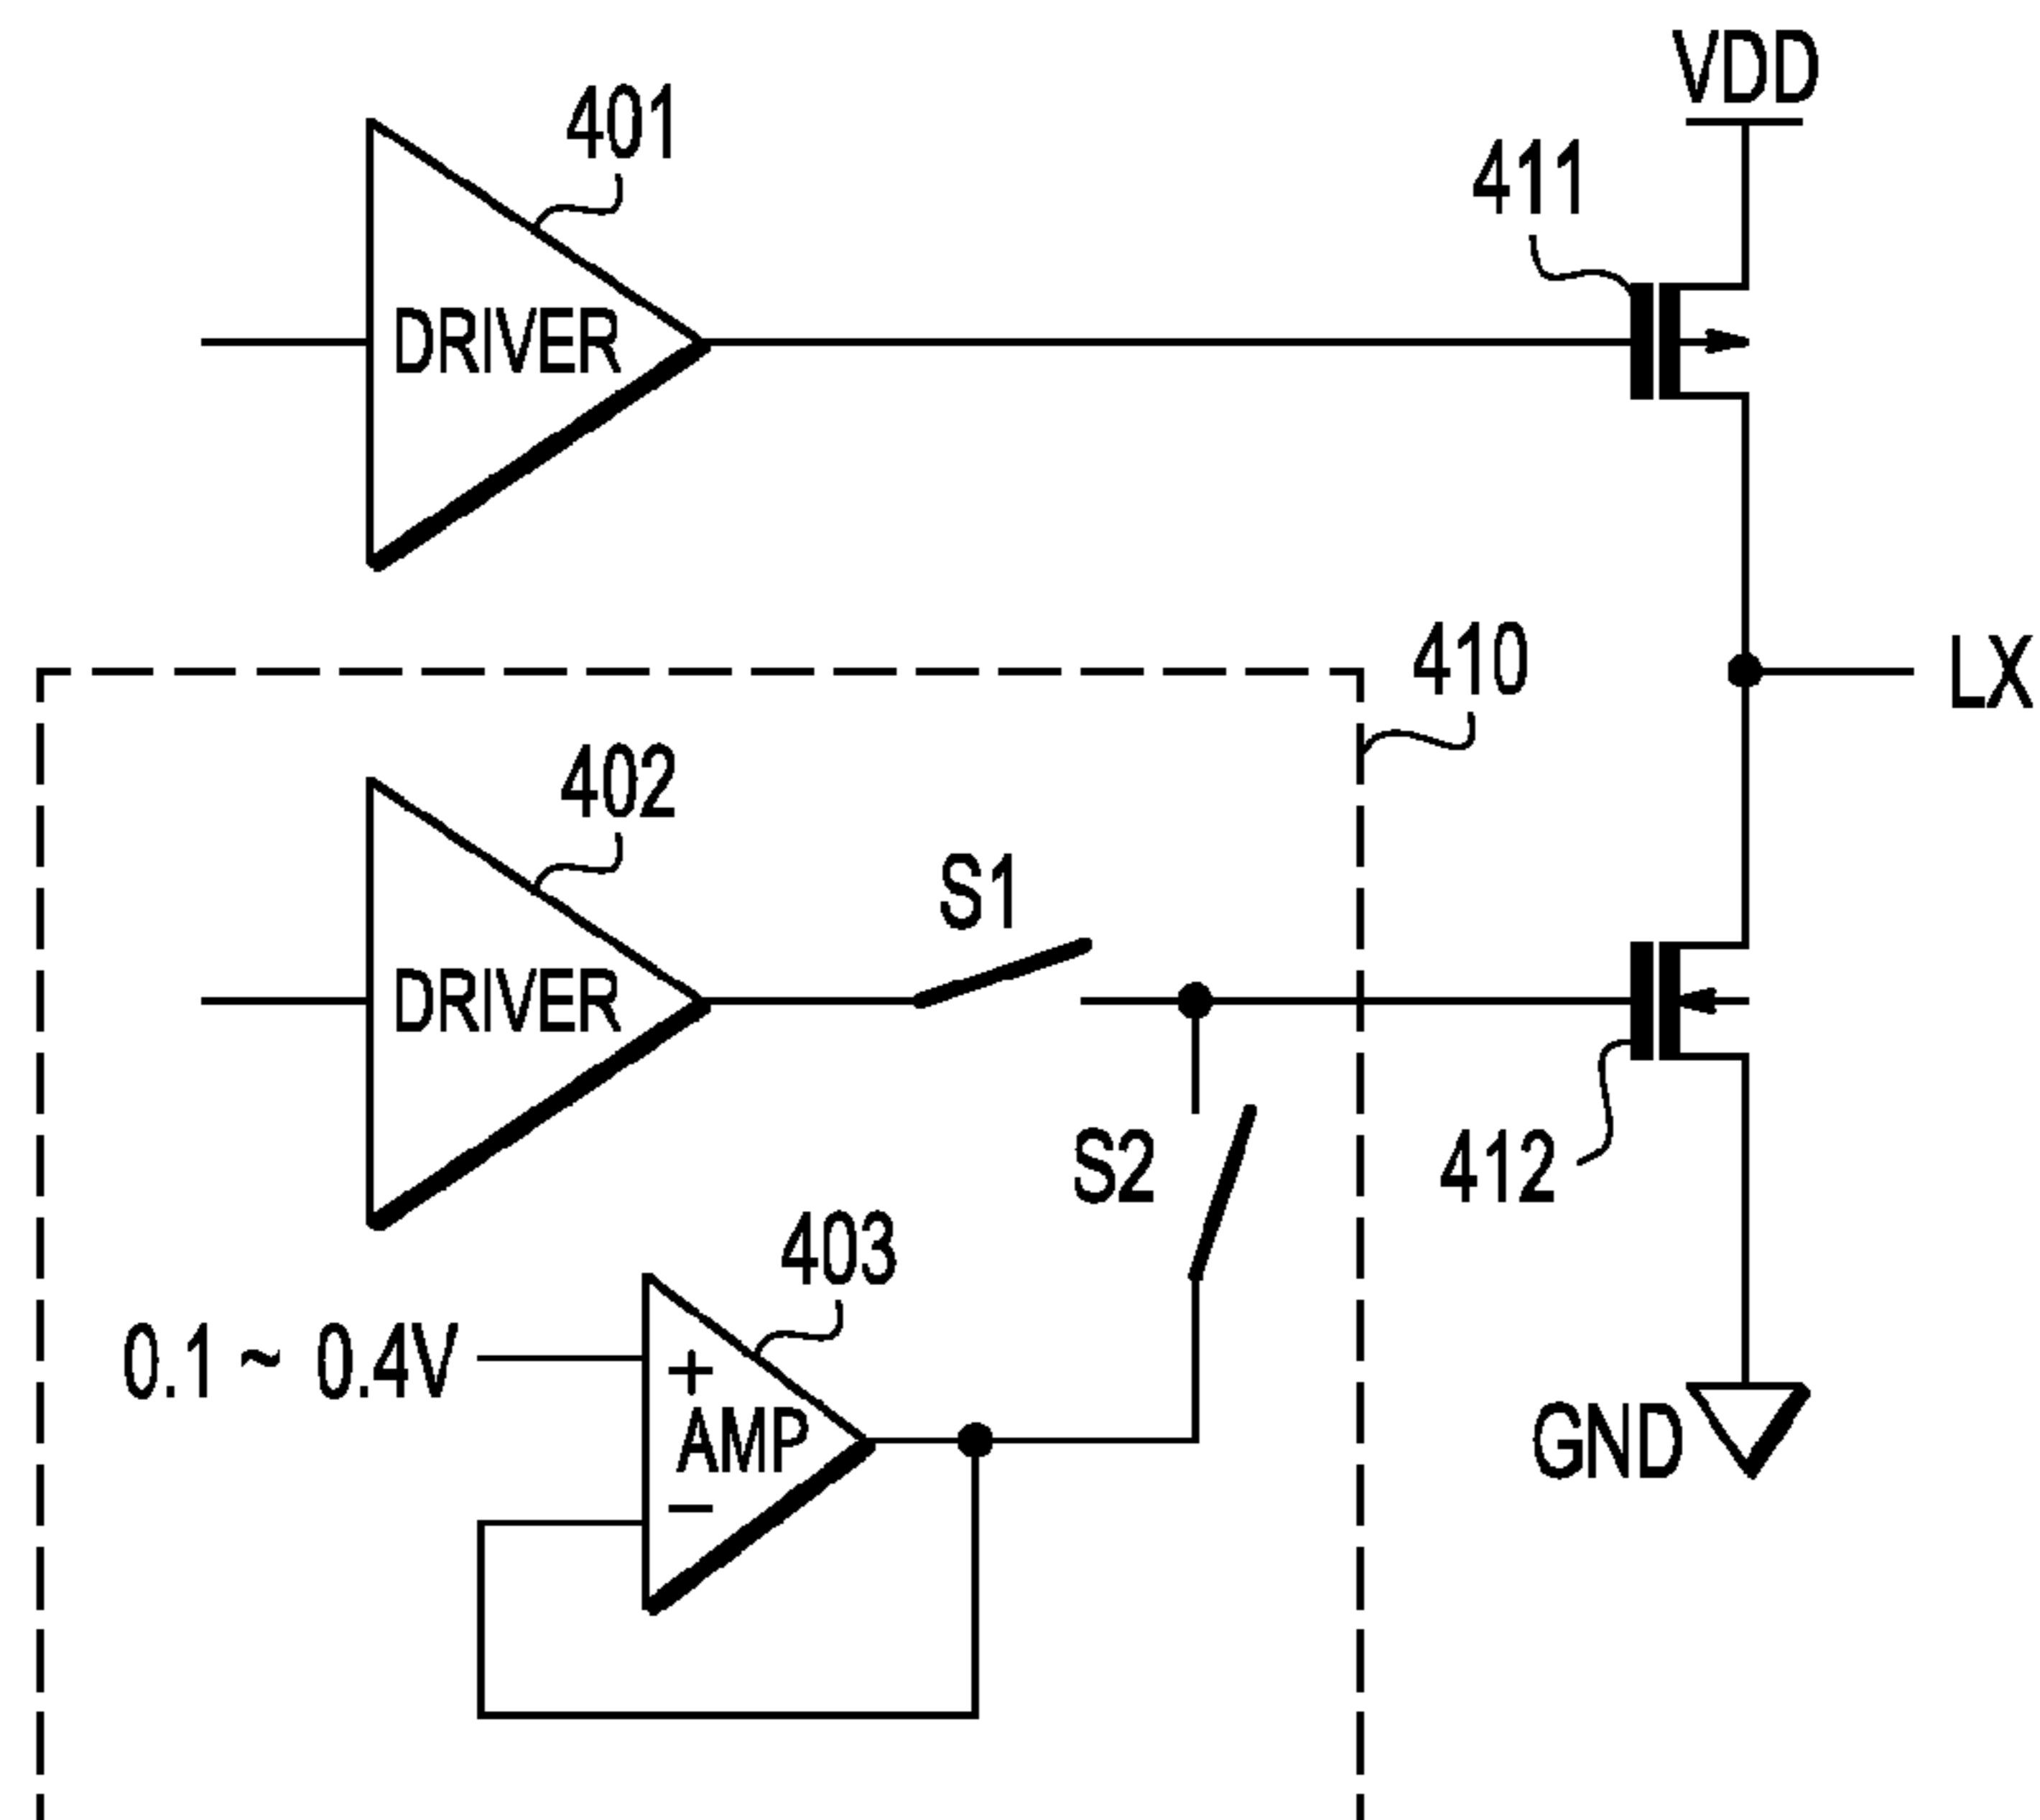 VDD
401
411
DRIVER
410
LX
402
S1
DRIVER
S2
412
403
0.1 ~ 0.4V
+
AMP
−
GND